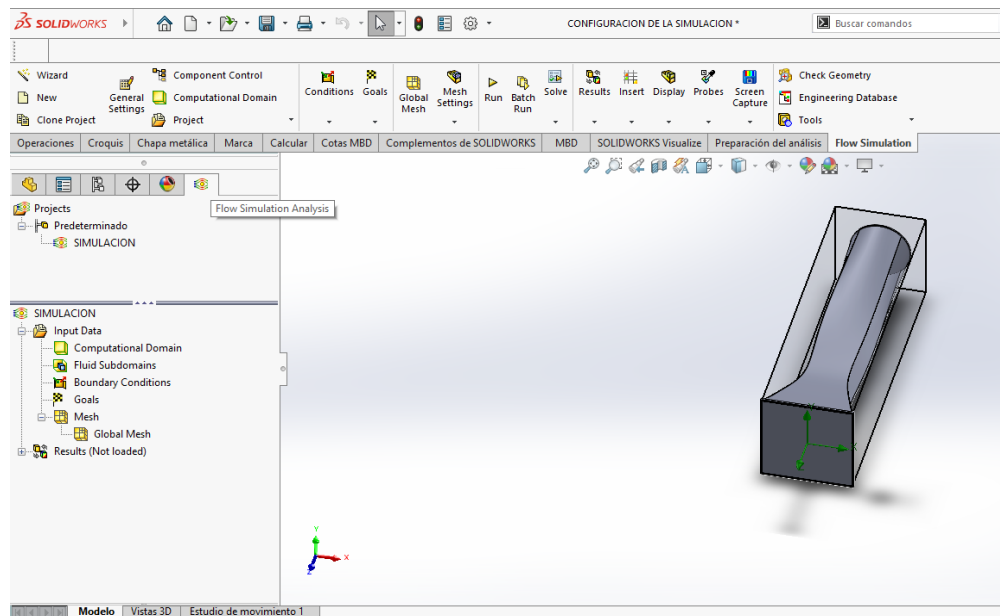 SOLIDWORKS
CONFIGURACION DE LA SIMULACION *
Buscar comandos
Wizard
New
Clone Project
General Settings
Component Control
Computational Domain
Project
Conditions
Goals
Global Mesh
Mesh Settings
Run
Batch Run
Solve
Results
Insert
Display
Probes
Screen Capture
Check Geometry
Engineering Database
Tools
Operaciones Croquis Chapa metálica Marca Calcular Cotas MBD Complementos de SOLIDWORKS MBD SOLIDWORKS Visualize Preparación del análisis Flow Simulation
Flow Simulation Analysis
Projects
Predeterminado
SIMULACION
SIMULACION
Input Data
Computational Domain
Fluid Subdomains
Boundary Conditions
Goals
Mesh
Global Mesh
Results (Not loaded)
X
Z
Y
X
Z
Modelo Vistas 3D Estudio de movimiento 1